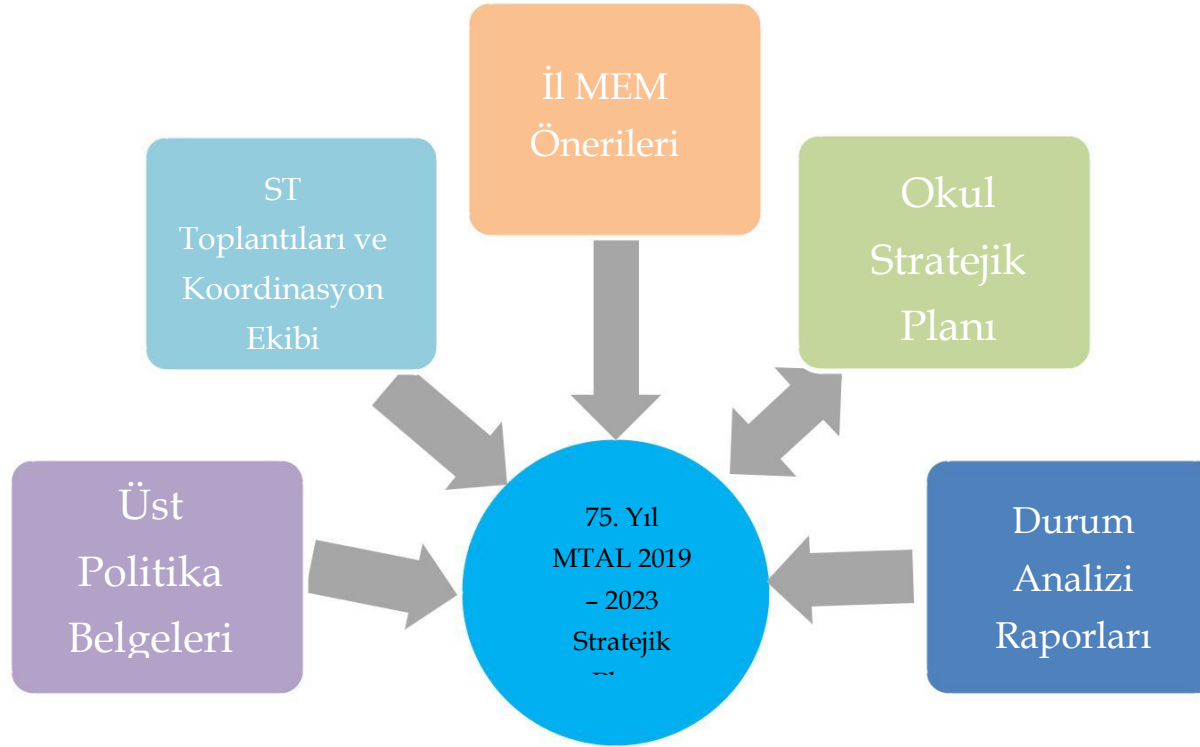 İl MEM
Önerileri
ST
Toplantıları ve
Koordinasyon
Ekibi
Okul
Stratejik
Planı
Üst
Politika
Belgeleri
75. Yıl
MTAL 2019
– 2023
Stratejik
Durum
Analizi
Raporları